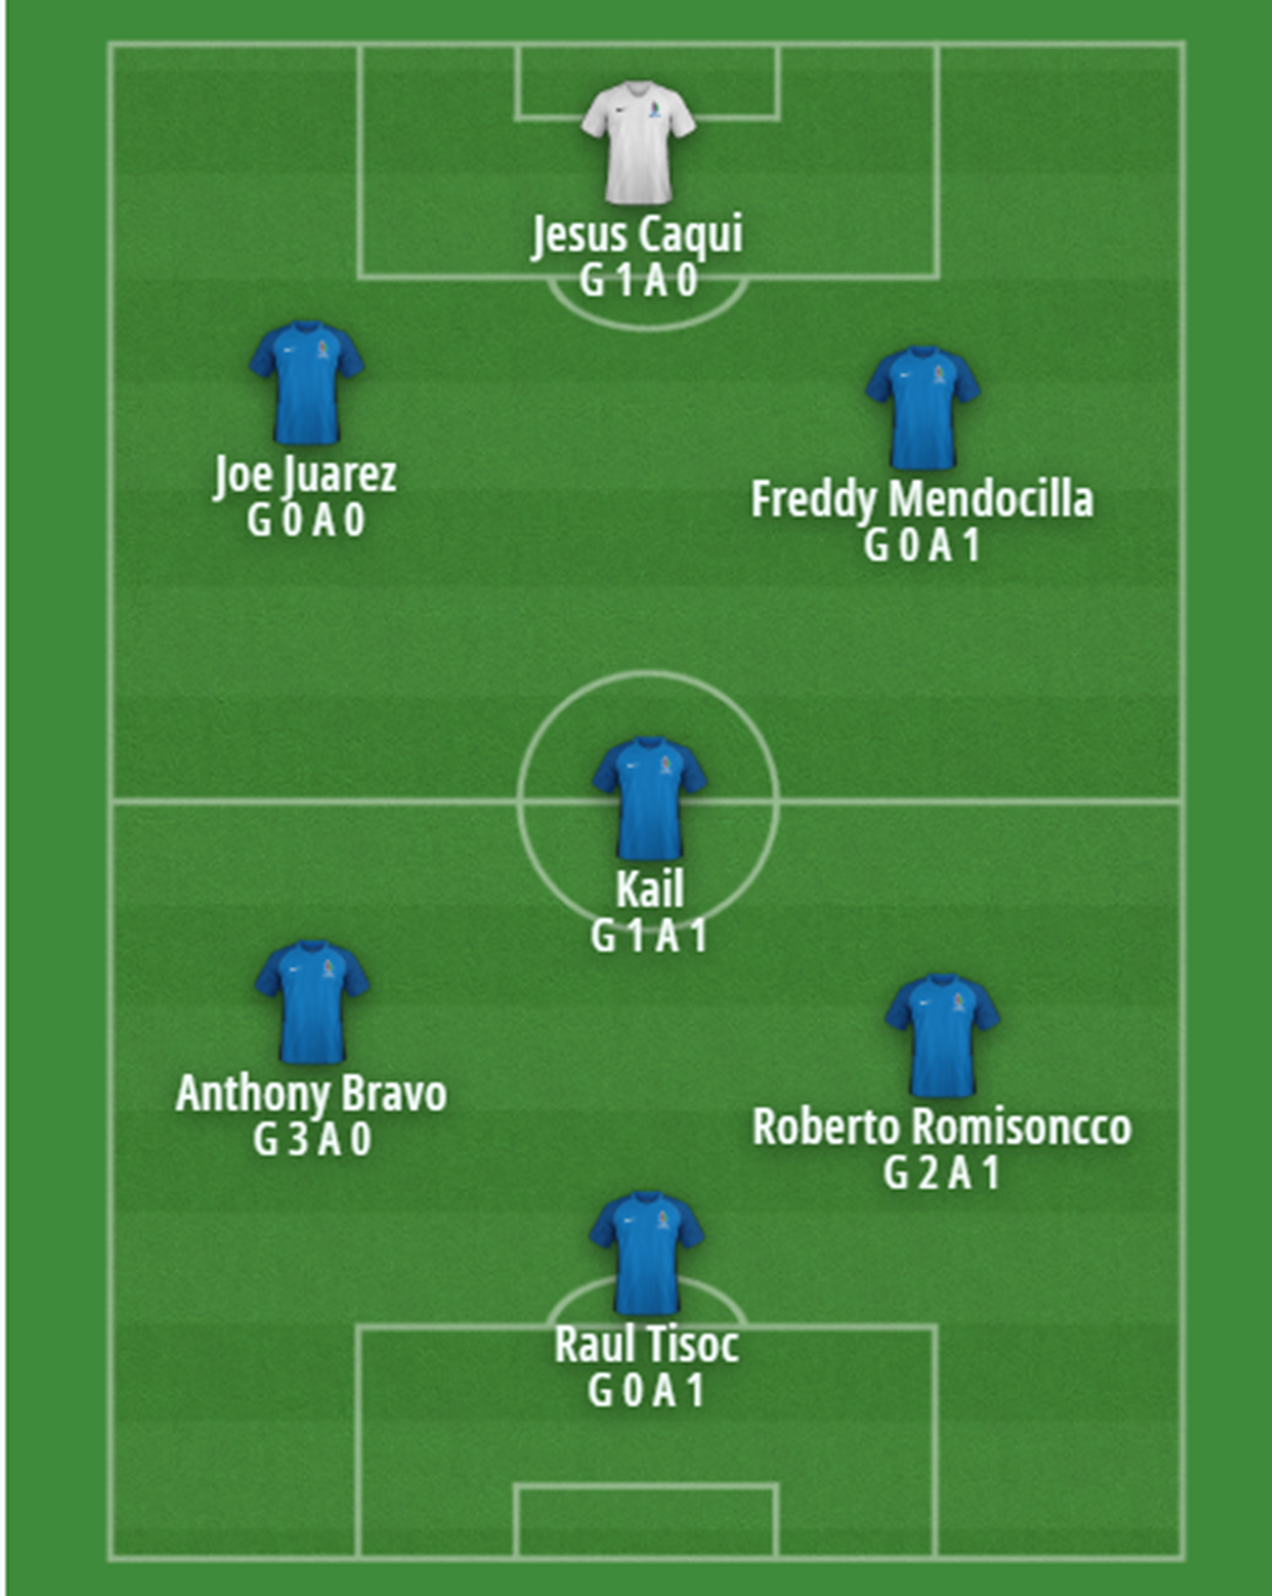 Jesus Caqui
G 1 A 0
Joe Juarez
G 0 A 0
Freddy Mendocilla
G 0 A 1
Kail
G 1 A 1
Anthony Bravo
G 3 A 0
Roberto Romisoncco
G 2 A 1
Raul Tisoc
G 0 A 1